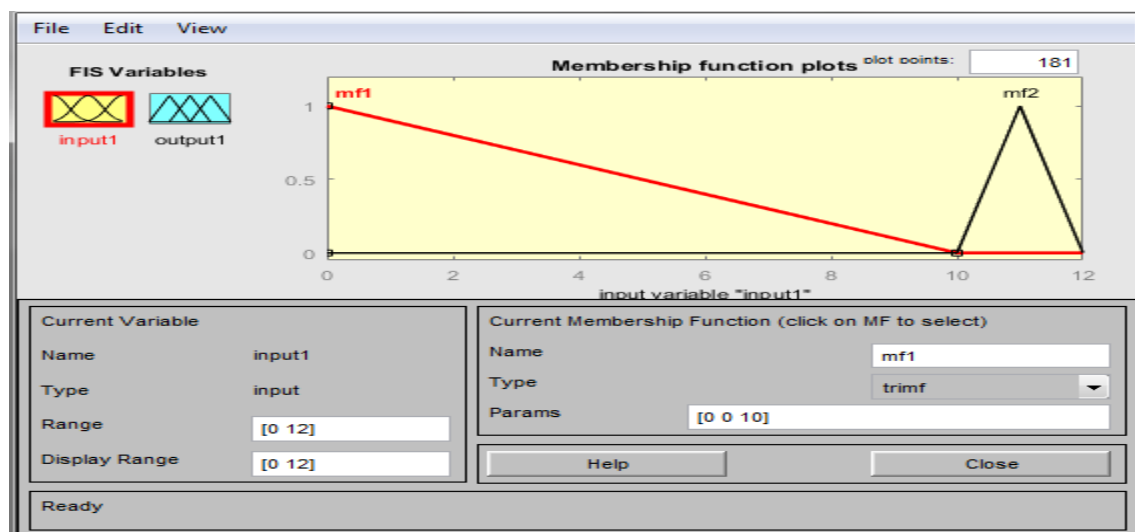 File Edit View
FIS Variables
Membership function plots plot points: 181
input1 output1
mf1 mf2
1
0.5
0
0 2 4 6 8 10 12
input variable "input1"
Current Variable
Name input1
Type input
Range [0 12]
Display Range [0 12]
Current Membership Function (click on MF to select)
Name mf1
Type trimf
Params [0 0 10]
Help Close
Ready